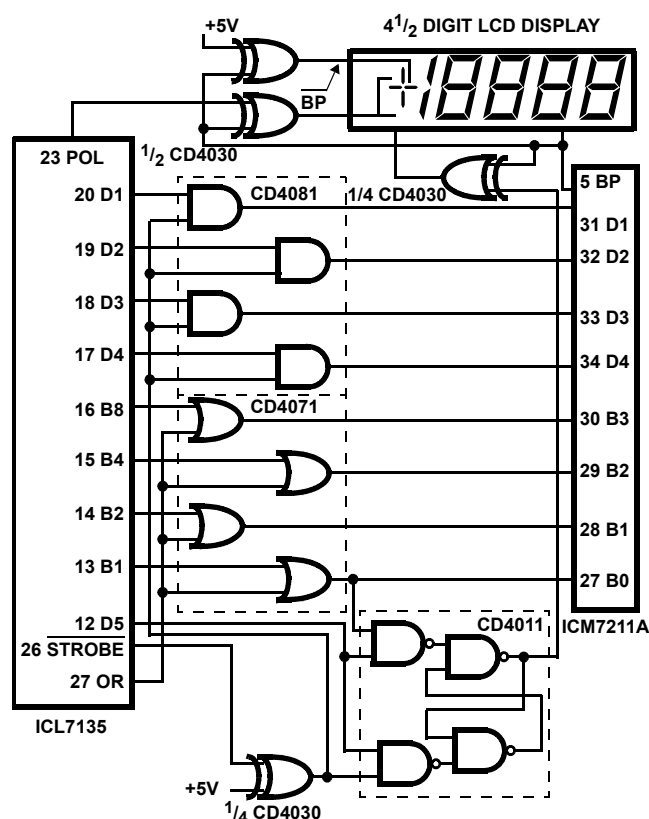 +5V
4 1/2 DIGIT LCD DISPLAY
BP
23 POL
1/2 CD4030
20 D1
CD4081
1/4 CD4030
5 BP
31 D1
19 D2
32 D2
18 D3
33 D3
17 D4
34 D4
16 B8
CD4071
30 B3
15 B4
29 B2
14 B2
28 B1
13 B1
27 B0
12 D5
CD4011
ICM7211A
26 STROBE
27 OR
ICL7135
+5V
1/4 CD4030